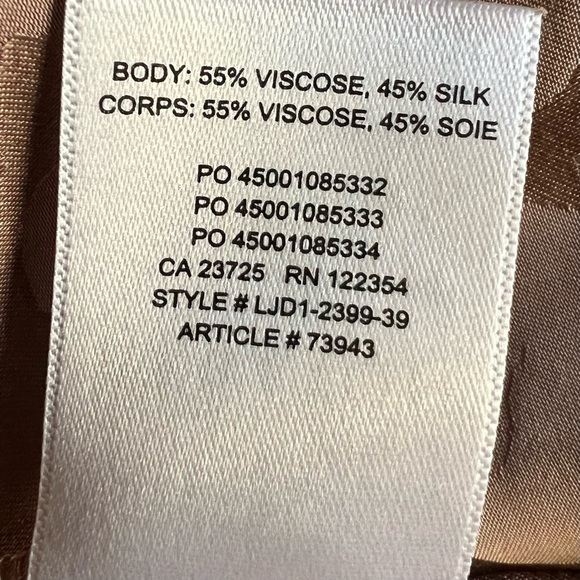 BODY: 55% VISCOSE, 45% SILK
CORPS: 55% VISCOSE, 45% SOIE
PO 45001085332
PO 45001085333
PO 45001085334
CA 23725 RN 122354
STYLE # LJD1-2399-39
ARTICLE # 73943